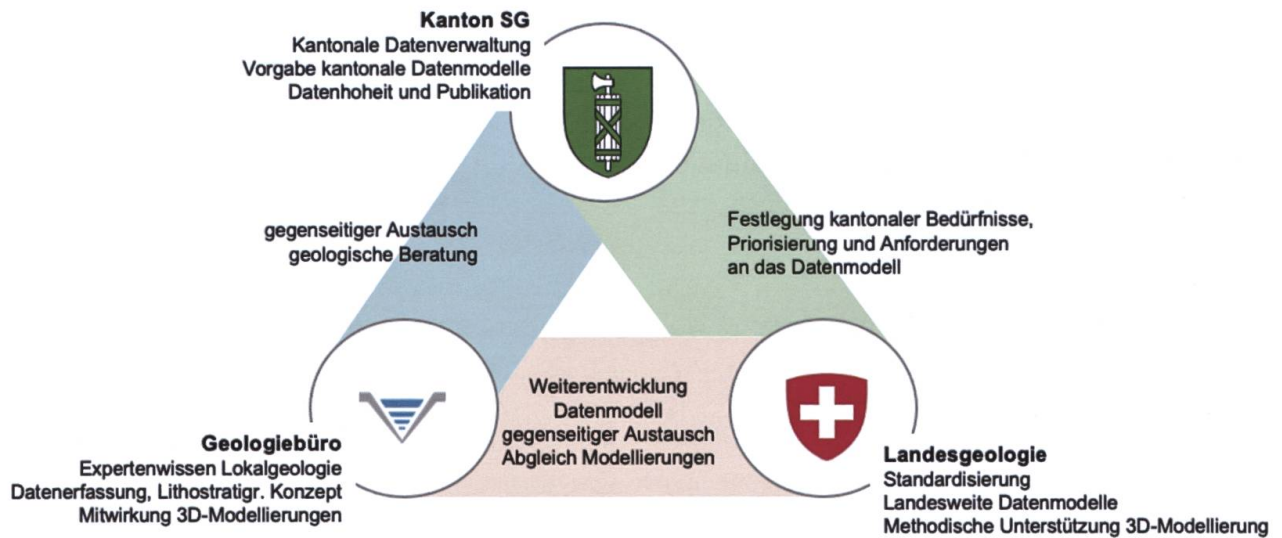 Kanton SG
Kantonale Datenverwaltung
Vorgabe kantonale Datenmodelle
Datenhoheit und Publikation
gegenseitiger Austausch
geologische Beratung
Festlegung kantonaler Bedürfnisse,
Priorisierung und Anforderungen
an das Datenmodell
Weiterentwicklung
Datenmodell
gegenseitiger Austausch
Abgleich Modellierungen
Geologiebüro
Expertenwissen Lokalgeologie
Datenerfassung, Lithostratigr. Konzept
Mitwirkung 3D-Modellierungen
Landesgeologie
Standardisierung
Landesweite Datenmodelle
Methodische Unterstützung 3D-Modellierung